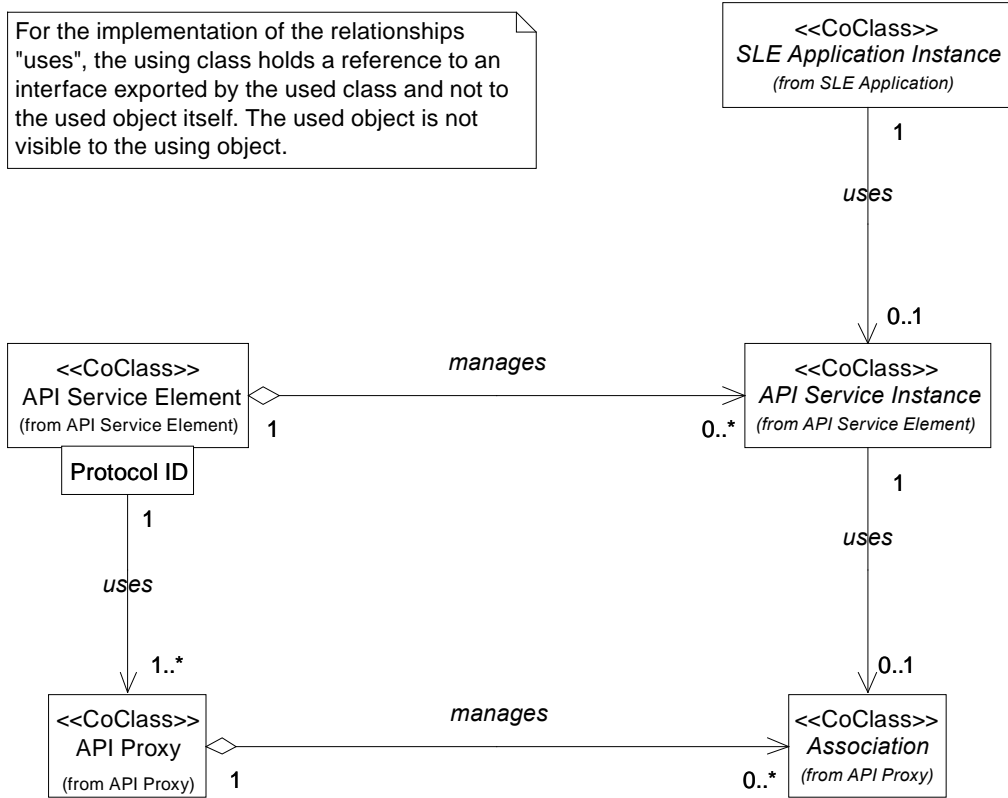 For the implementation of the relationships
"uses", the using class holds a reference to an
interface exported by the used class and not to
the used object itself. The used object is not
visible to the using object.
<<CoClass>>
SLE Application Instance
(from SLE Application)
1
uses
0..1
<<CoClass>>
API Service Element
(from API Service Element)
Protocol ID
1
manages
0..*
<<CoClass>>
API Service Instance
(from API Service Element)
1
uses
1..*
1
uses
0..1
<<CoClass>>
API Proxy
(from API Proxy)
1
manages
0..*
<<CoClass>>
Association
(from API Proxy)